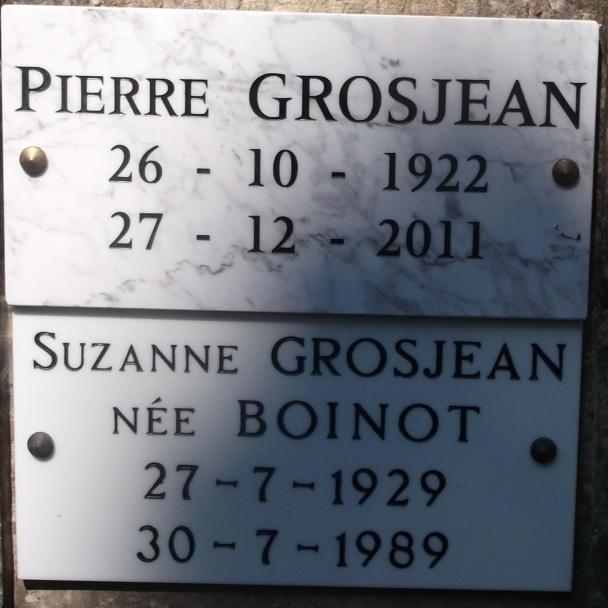 PIERRE GROSJEAN
26 - 10 - 1922
27 - 12 - 2011
SUZANNE GROSJEAN
NÉE BOINOT
27 - 7 - 1929
30 - 7 - 1989